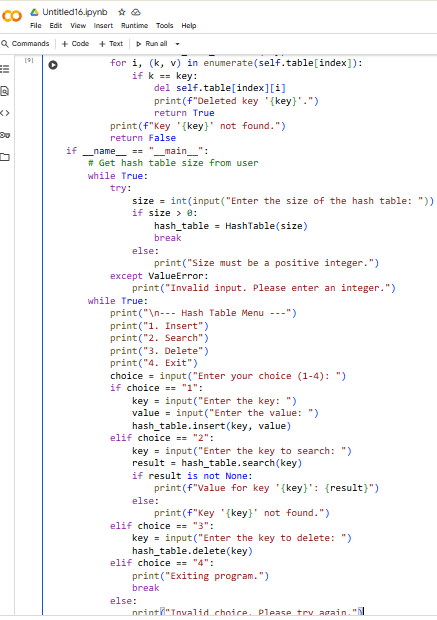 CO Untitled16.ipynb
File Edit View Insert Runtime Tools Help
Commands + Code + Text Run all
[9]
for i, (k, v) in enumerate(self.table[index]):
if k == key:
del self.table[index][i]
print(f"Deleted key '{key}'.")
return True
print(f"Key '{key}' not found.")
return False
if __name__ == "__main__":
# Get hash table size from user
while True:
try:
size = int(input("Enter the size of the hash table: "))
if size > 0:
hash_table = HashTable(size)
break
else:
print("Size must be a positive integer.")
except ValueError:
print("Invalid input. Please enter an integer.")
while True:
print("\n--- Hash Table Menu ---")
print("1. Insert")
print("2. Search")
print("3. Delete")
print("4. Exit")
choice = input("Enter your choice (1-4): ")
if choice == "1":
key = input("Enter the key: ")
value = input("Enter the value: ")
hash_table.insert(key, value)
elif choice == "2":
key = input("Enter the key to search: ")
result = hash_table.search(key)
if result is not None:
print(f"Value for key '{key}': {result}")
else:
print(f"Key '{key}' not found.")
elif choice == "3":
key = input("Enter the key to delete: ")
hash_table.delete(key)
elif choice == "4":
print("Exiting program.")
break
else:
print("Invalid choice. Please try again.")